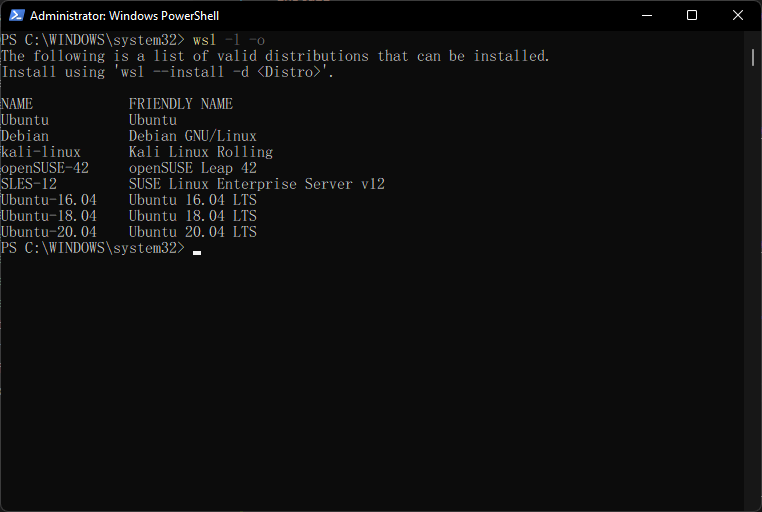 Administrator: Windows PowerShell
PS C:\WINDOWS\system32> wsl -l -o
The following is a list of valid distributions that can be installed.
Install using 'wsl --install -d <Distro>'.
NAME            FRIENDLY NAME
Ubuntu          Ubuntu
Debian          Debian GNU/Linux
kali-linux      Kali Linux Rolling
openSUSE-42     openSUSE Leap 42
SLES-12         SUSE Linux Enterprise Server v12
Ubuntu-16.04    Ubuntu 16.04 LTS
Ubuntu-18.04    Ubuntu 18.04 LTS
Ubuntu-20.04    Ubuntu 20.04 LTS
PS C:\WINDOWS\system32>